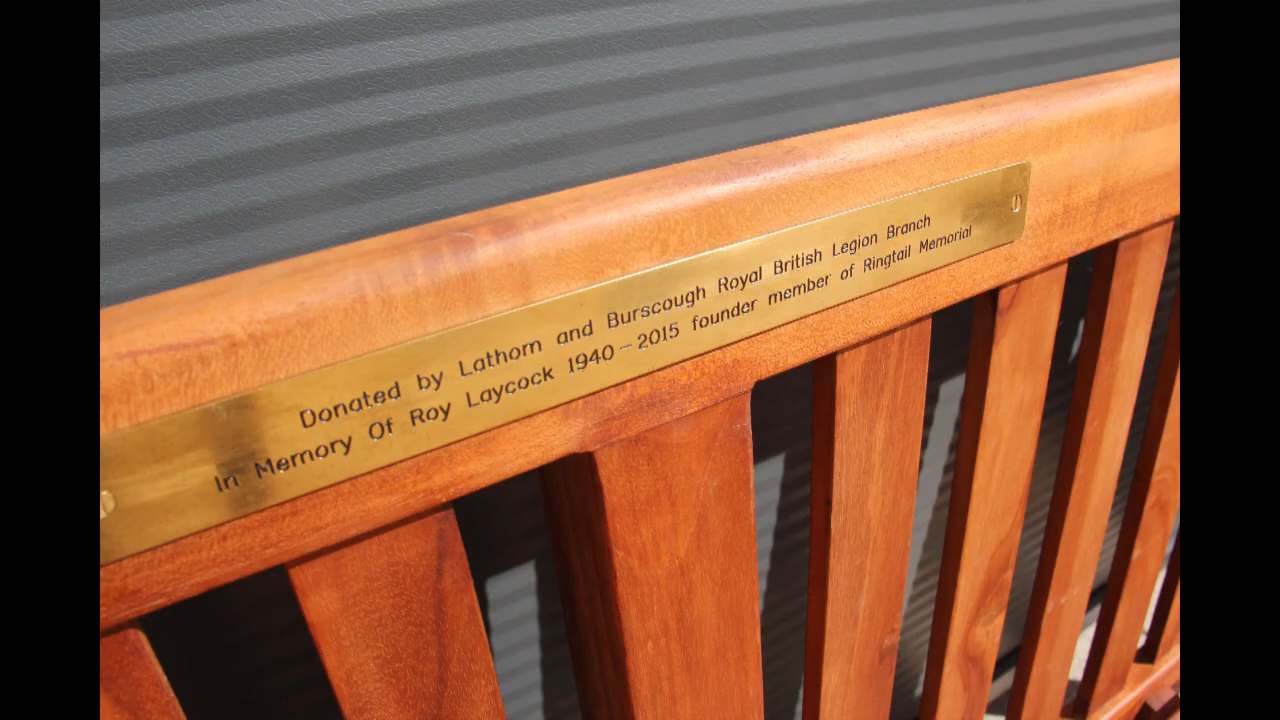 Donated by Lathom and Burscough Royal British Legion Branch
In Memory Of Roy Laycock 1940 - 2015 founder member of Ringtail Memorial